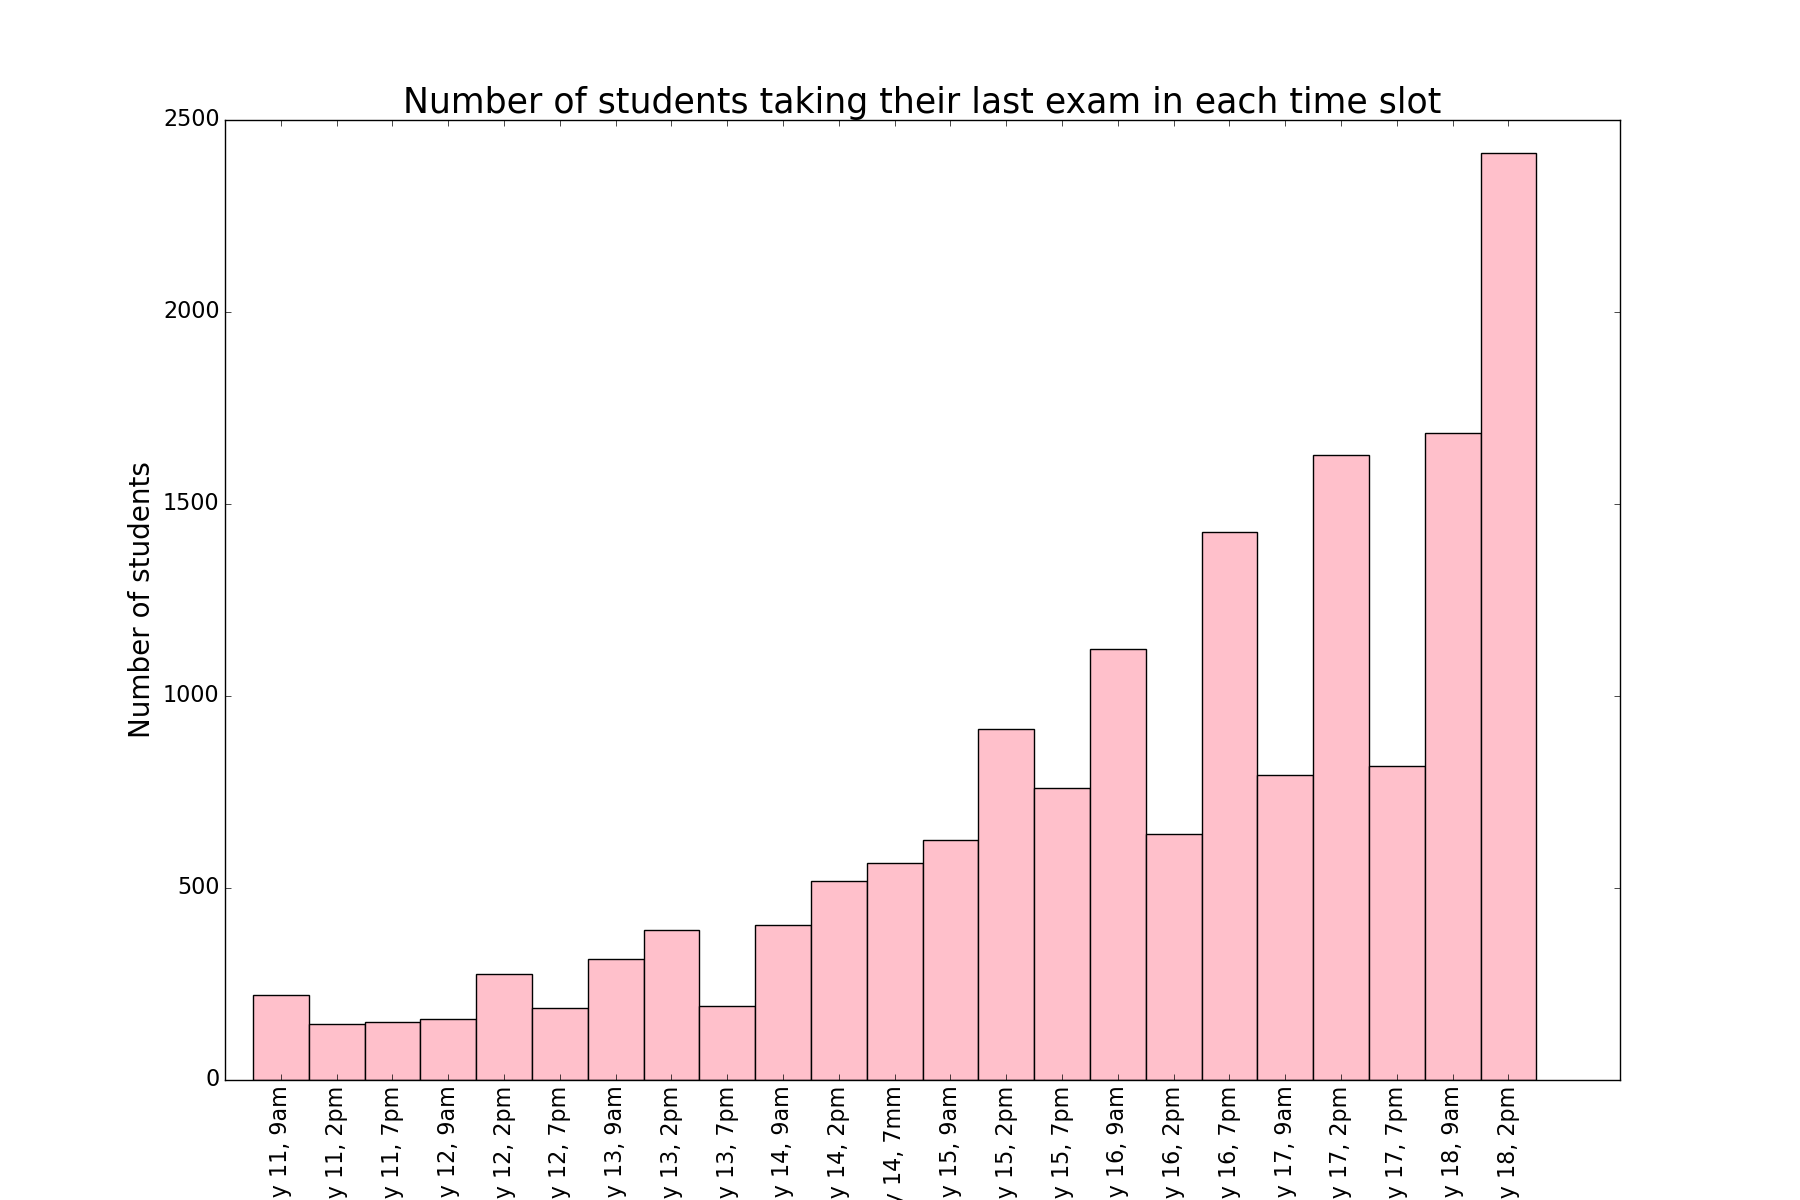 Number of students taking their last exam in each time slot
2500
2000
1500
1000
500
0
Number of students
y 11, 9am
y 11, 2pm
y 11, 7pm
y 12, 9am
y 12, 2pm
y 12, 7pm
y 13, 9am
y 13, 2pm
y 13, 7pm
y 14, 9am
y 14, 2pm
y 14, 7mm
y 15, 9am
y 15, 2pm
y 15, 7pm
y 16, 9am
y 16, 2pm
y 16, 7pm
y 17, 9am
y 17, 2pm
y 17, 7pm
y 18, 9am
y 18, 2pm